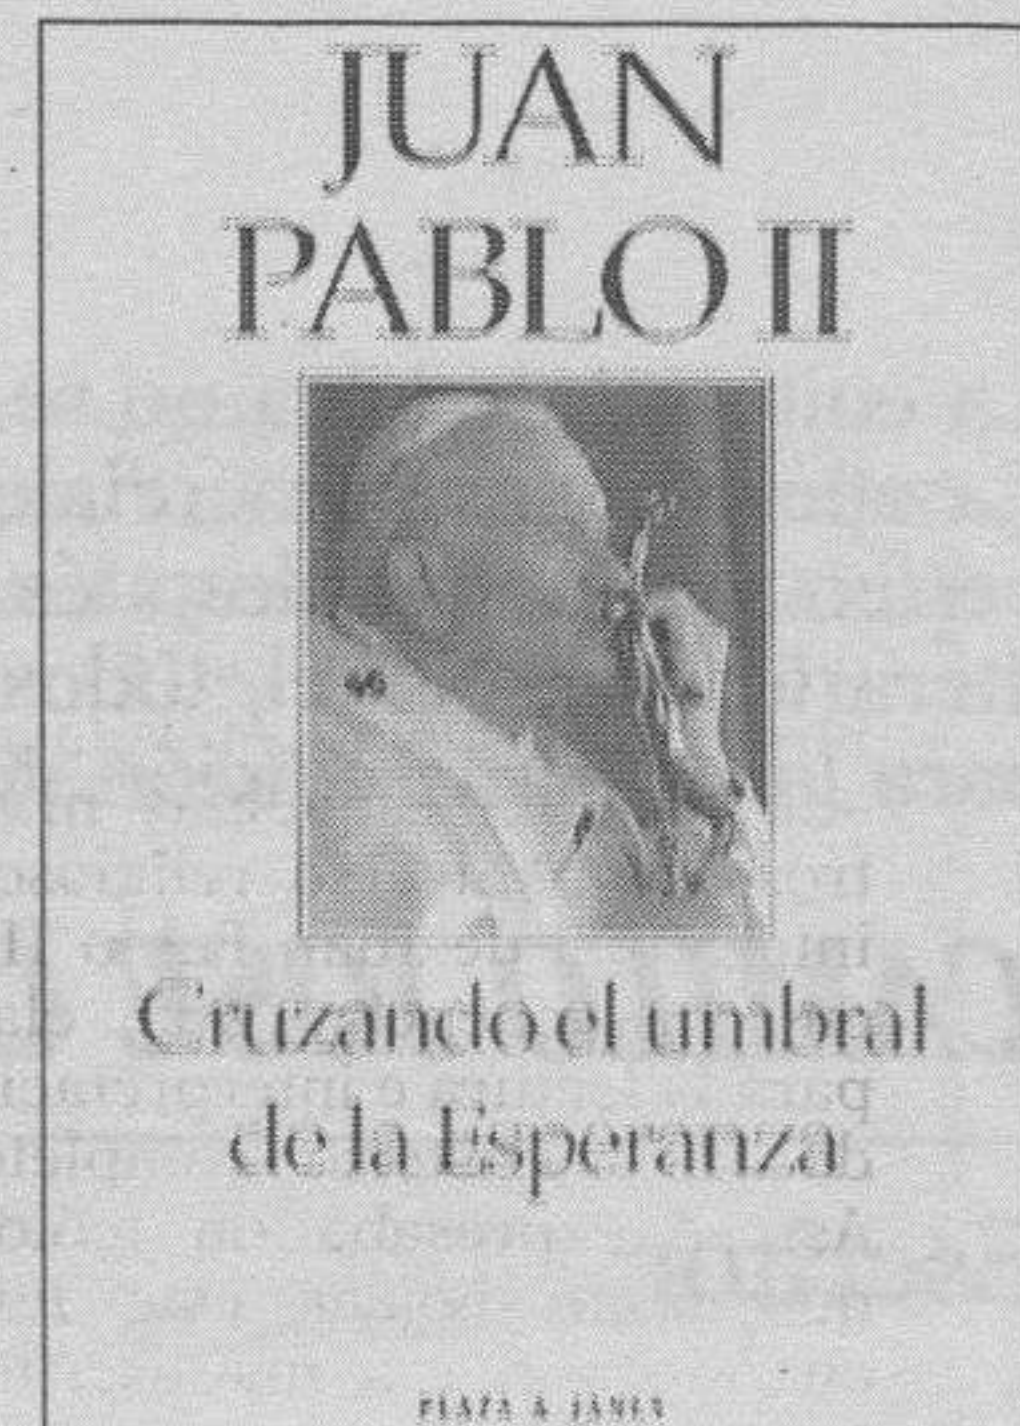 JUAN
PABLO II
Cruzando el umbral
de la Esperanza
PLAZA & JANES